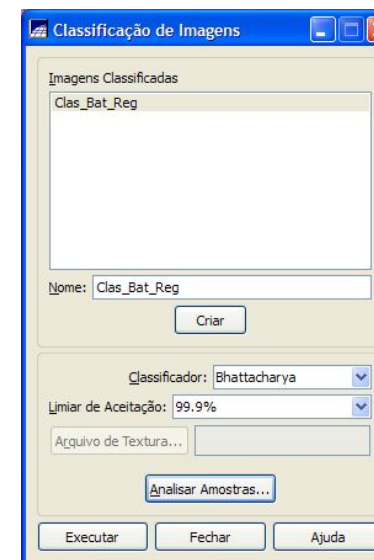 Classificação de Imagens
Imagens Classificadas
Clas_Bat_Reg
Nome: Clas_Bat_Reg
Criar
Classificador: Bhattacharya
Limiar de Aceitação: 99.9%
Arquivo de Textura...
Analisar Amostras...
Executar Fechar Ajuda